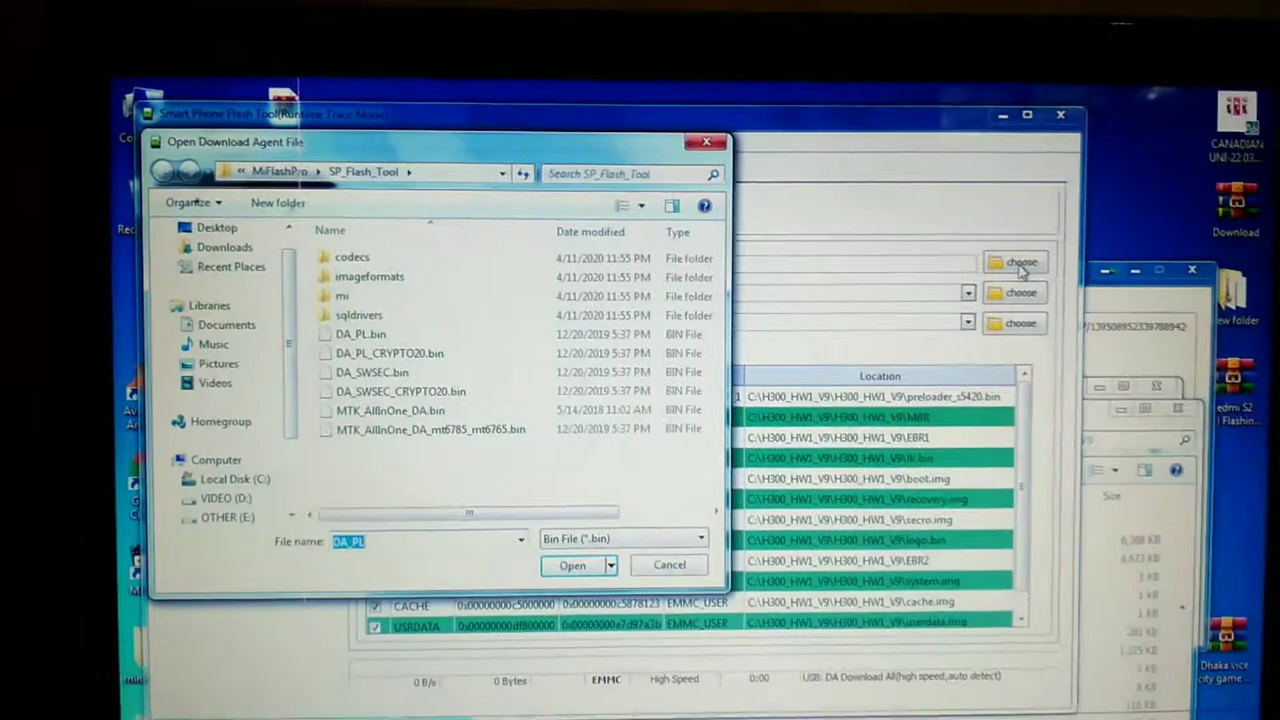 Smart Phone Flash Tool(Runtime Trace Mode)
Open Download Agent File
« MiFlashPro ▸ SP_Flash_Tool ▸
Search SP_Flash_Tool
Organize
New folder
Name Date modified Type
Desktop
Downloads
Recent Places
Libraries
Documents
Music
Pictures
Videos
Homegroup
Computer
Local Disk (C:)
VIDEO (D:)
OTHER (E:)
codecs 4/11/2020 11:55 PM File folder
imageformats 4/11/2020 11:55 PM File folder
mi 4/11/2020 11:55 PM File folder
sqldrivers 4/11/2020 11:55 PM File folder
DA_PL.bin 12/20/2019 5:37 PM BIN File
DA_PL_CRYPTO20.bin 12/20/2019 5:37 PM BIN File
DA_SWSEC.bin 12/20/2019 5:37 PM BIN File
DA_SWSEC_CRYPTO20.bin 12/20/2019 5:37 PM BIN File
MTK_AllInOne_DA.bin 5/14/2018 11:02 AM BIN File
MTK_AllInOne_DA_mt6785_mt6765.bin 12/20/2019 5:37 PM BIN File
File name: DA_PL
Bin File (*.bin)
Open
Cancel
choose
choose
choose
Location
C:\H300_HW1_V9\H300_HW1_V9\preloader_s5420.bin
C:\H300_HW1_V9\H300_HW1_V9\MBR
C:\H300_HW1_V9\H300_HW1_V9\EBR1
C:\H300_HW1_V9\H300_HW1_V9\lk.bin
C:\H300_HW1_V9\H300_HW1_V9\boot.img
C:\H300_HW1_V9\H300_HW1_V9\recovery.img
C:\H300_HW1_V9\H300_HW1_V9\secro.img
C:\H300_HW1_V9\H300_HW1_V9\logo.bin
C:\H300_HW1_V9\H300_HW1_V9\EBR2
C:\H300_HW1_V9\H300_HW1_V9\system.img
CACHE 0x00000000c5000000 0x00000000c5878123 EMMC_USER C:\H300_HW1_V9\H300_HW1_V9\cache.img
USRDATA 0x00000000df800000 0x00000000e7d97a3b EMMC_USER C:\H300_HW1_V9\H300_HW1_V9\userdata.img
0 B/s 0 Bytes EMMC High Speed 0:00 USB: DA Download All(high speed,auto detect)
Size
CANADIAN
UNI-22 03...
Download
ew folder
edmi S2
Flashin...
Dhaka vice
city game ...